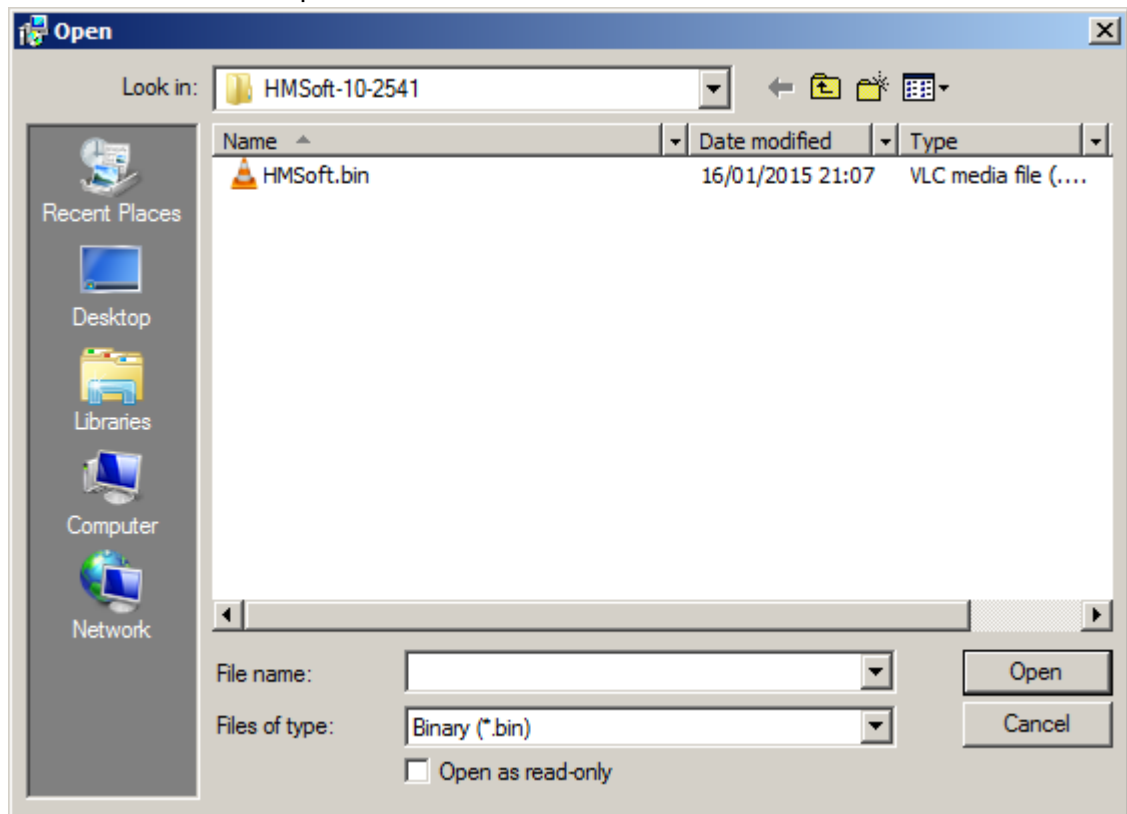 Open
Look in: HMSoft-10-2541
Name Date modified Type
HMSoft.bin 16/01/2015 21:07 VLC media file (....
Recent Places
Desktop
Libraries
Computer
Network
File name: Open
Files of type: Binary (*.bin) Cancel
Open as read-only